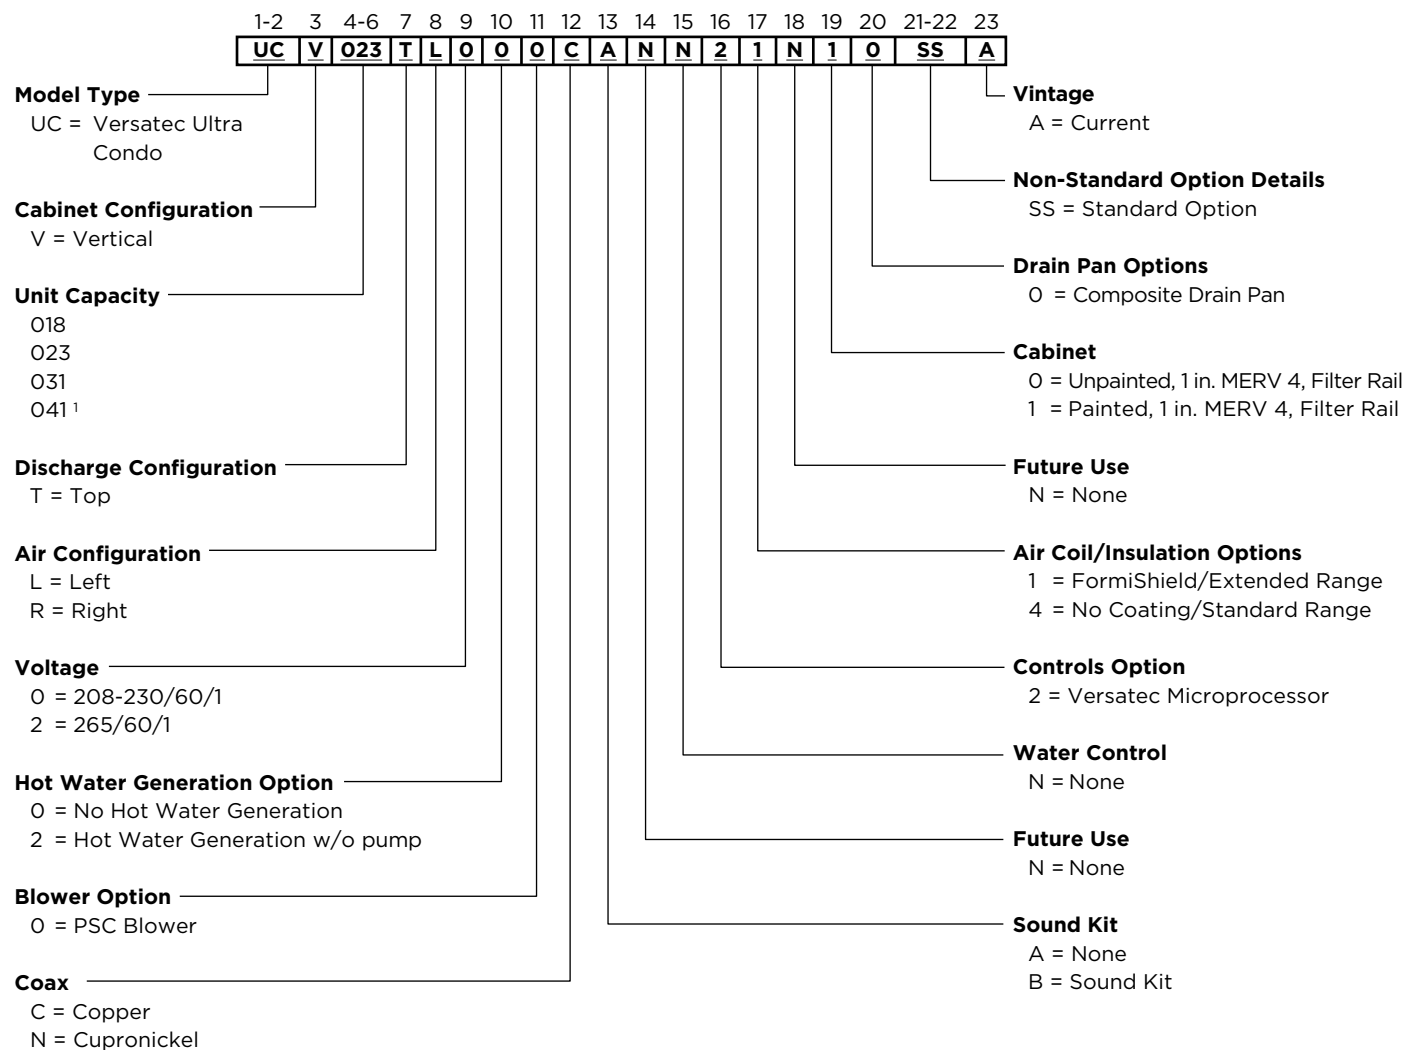 1-2 3 4-6 7 8 9 10 11 12 13 14 15 16 17 18 19 20 21-22 23
UC V 023 T L 0 0 0 C A N N 2 1 N 1 0 SS A
Model Type
UC = Versatec Ultra
Condo
Cabinet Configuration
V = Vertical
Unit Capacity
018
023
031
041 ¹
Discharge Configuration
T = Top
Air Configuration
L = Left
R = Right
Voltage
0 = 208-230/60/1
2 = 265/60/1
Hot Water Generation Option
0 = No Hot Water Generation
2 = Hot Water Generation w/o pump
Blower Option
0 = PSC Blower
Coax
C = Copper
N = Cupronickel
Vintage
A = Current
Non-Standard Option Details
SS = Standard Option
Drain Pan Options
0 = Composite Drain Pan
Cabinet
0 = Unpainted, 1 in. MERV 4, Filter Rail
1 = Painted, 1 in. MERV 4, Filter Rail
Future Use
N = None
Air Coil/Insulation Options
1 = FormiShield/Extended Range
4 = No Coating/Standard Range
Controls Option
2 = Versatec Microprocessor
Water Control
N = None
Future Use
N = None
Sound Kit
A = None
B = Sound Kit